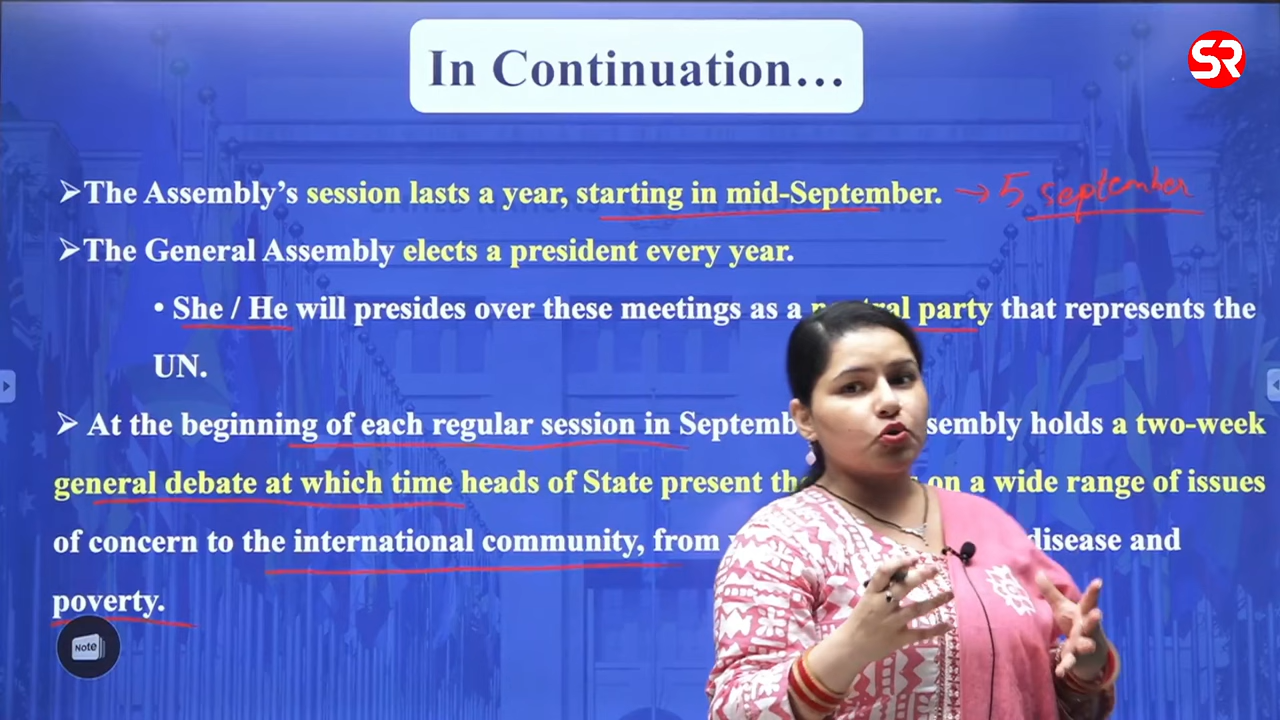 In Continuation…
SR
➤The Assembly's session lasts a year, starting in mid-September. → 5 september
➤The General Assembly elects a president every year.
• She / He will presides over these meetings as a party that represents the
UN.
➤ At the beginning of each regular session in holds a two-week
general debate at which time heads of State present on a wide range of issues
of concern to the international community, from disease and
poverty.
Note